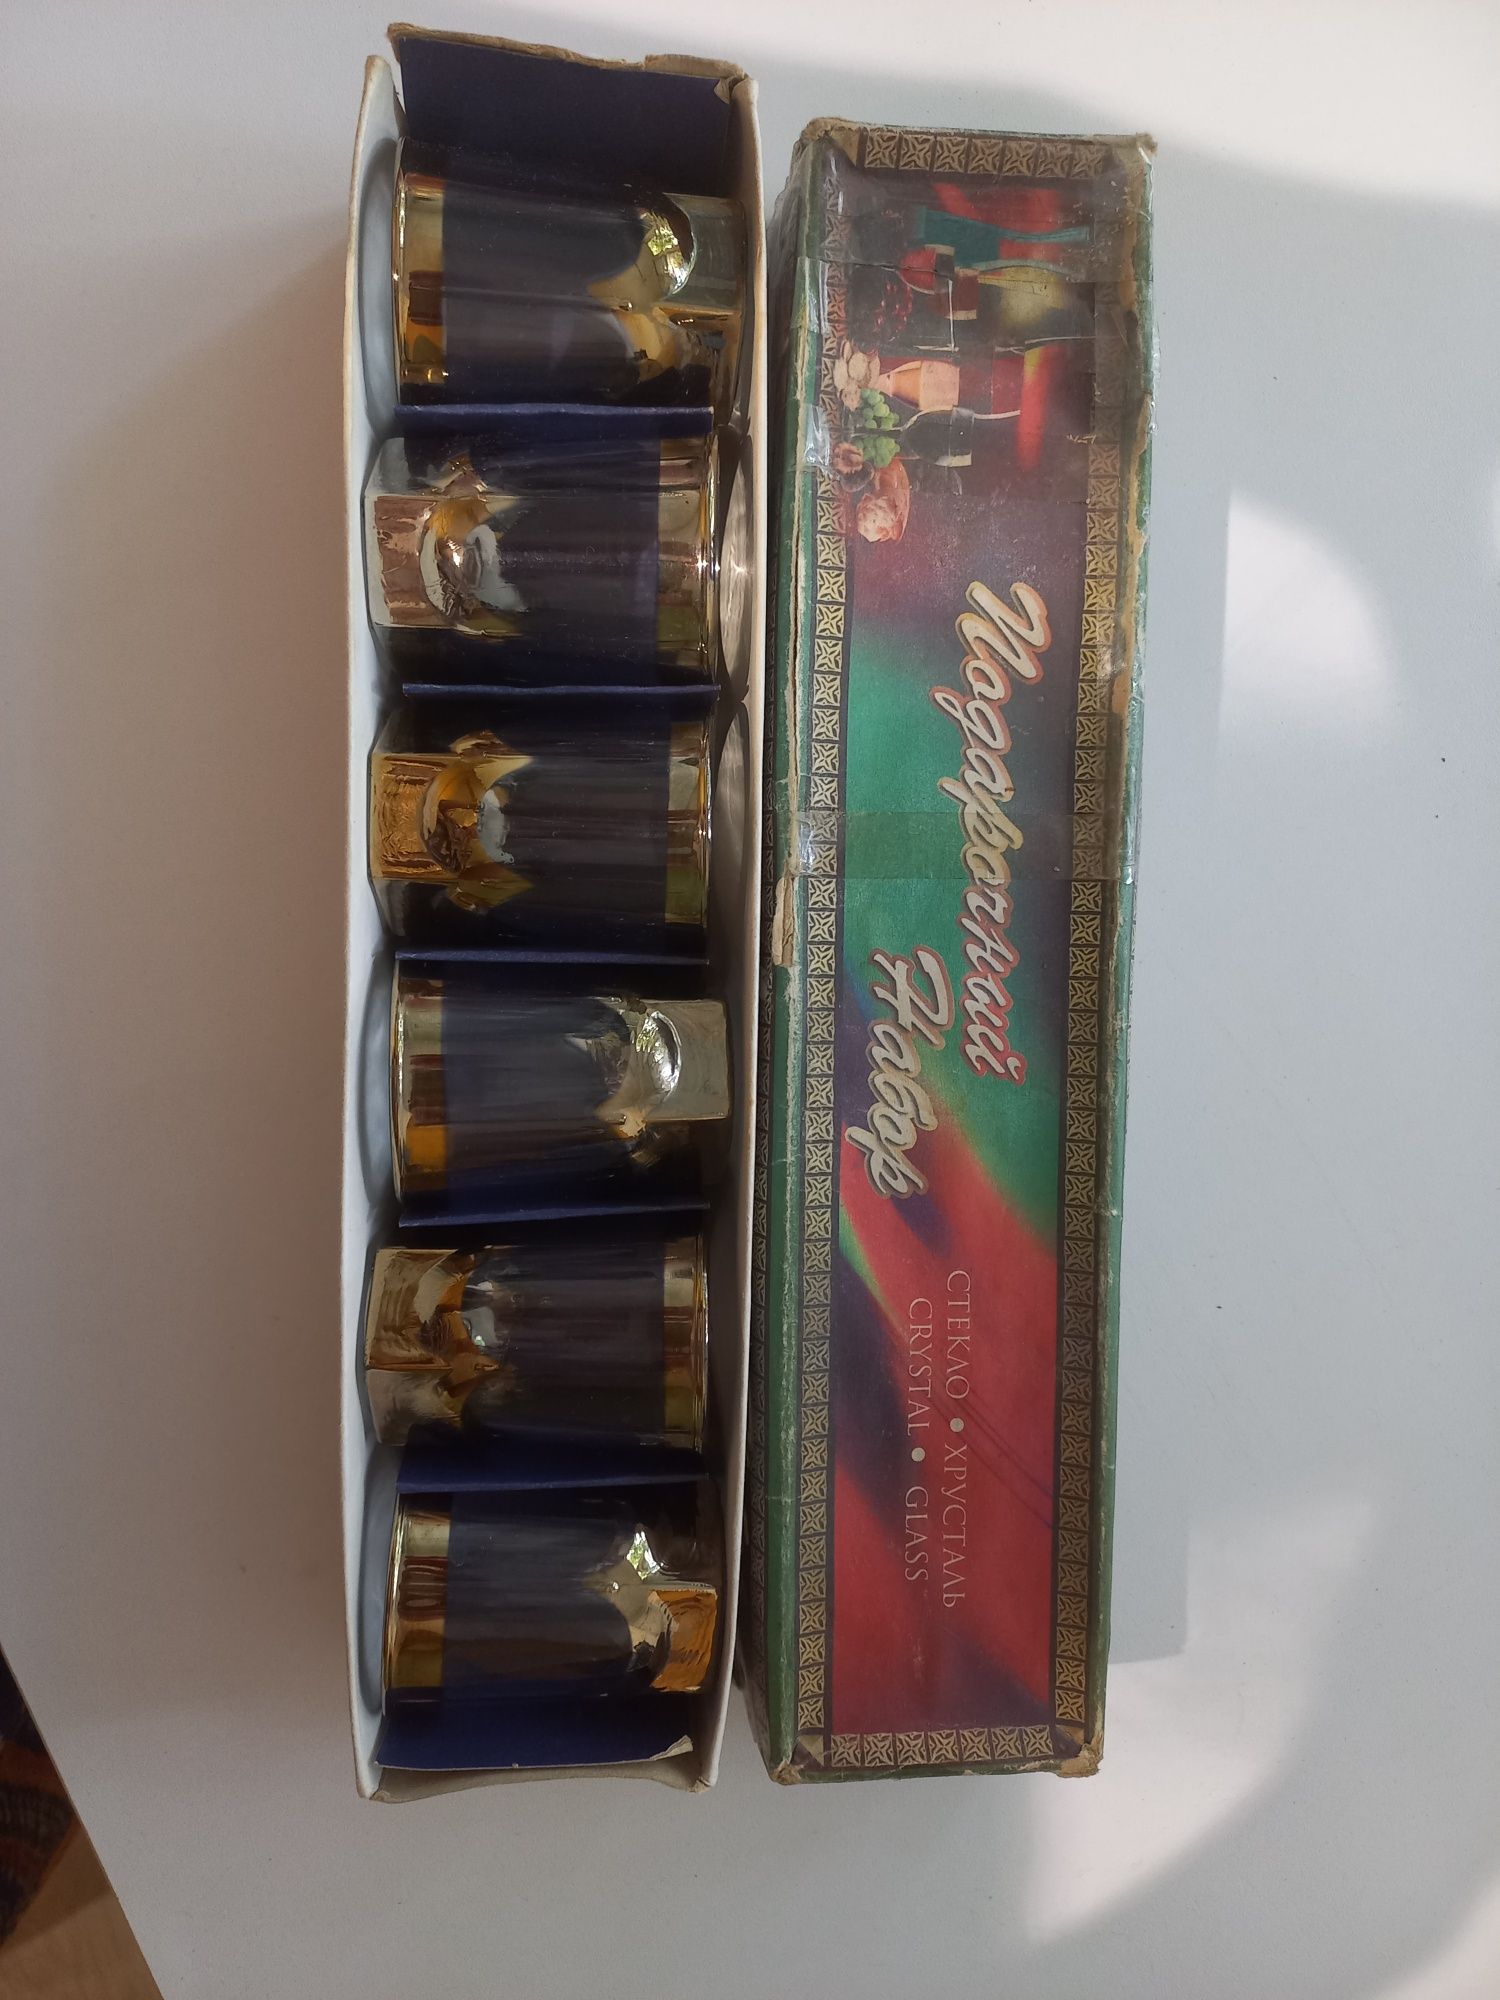 Подарочный
Набор
СТЕКЛО • ХРУСТАЛЬ
CRYSTAL • GLASS